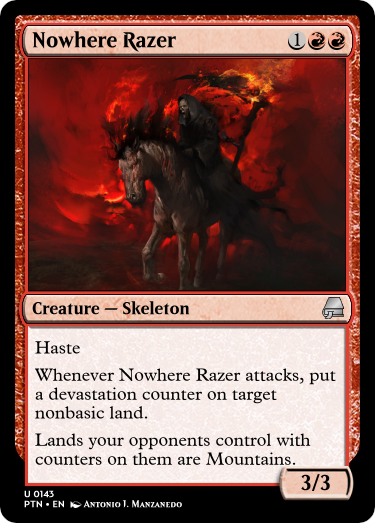 Nowhere Razer 1
Creature — Skeleton
Haste
Whenever Nowhere Razer attacks, put
a devastation counter on target
nonbasic land.
Lands your opponents control with
counters on them are Mountains.
3/3
U 0143
PTN • EN Antonio J. Manzanedo